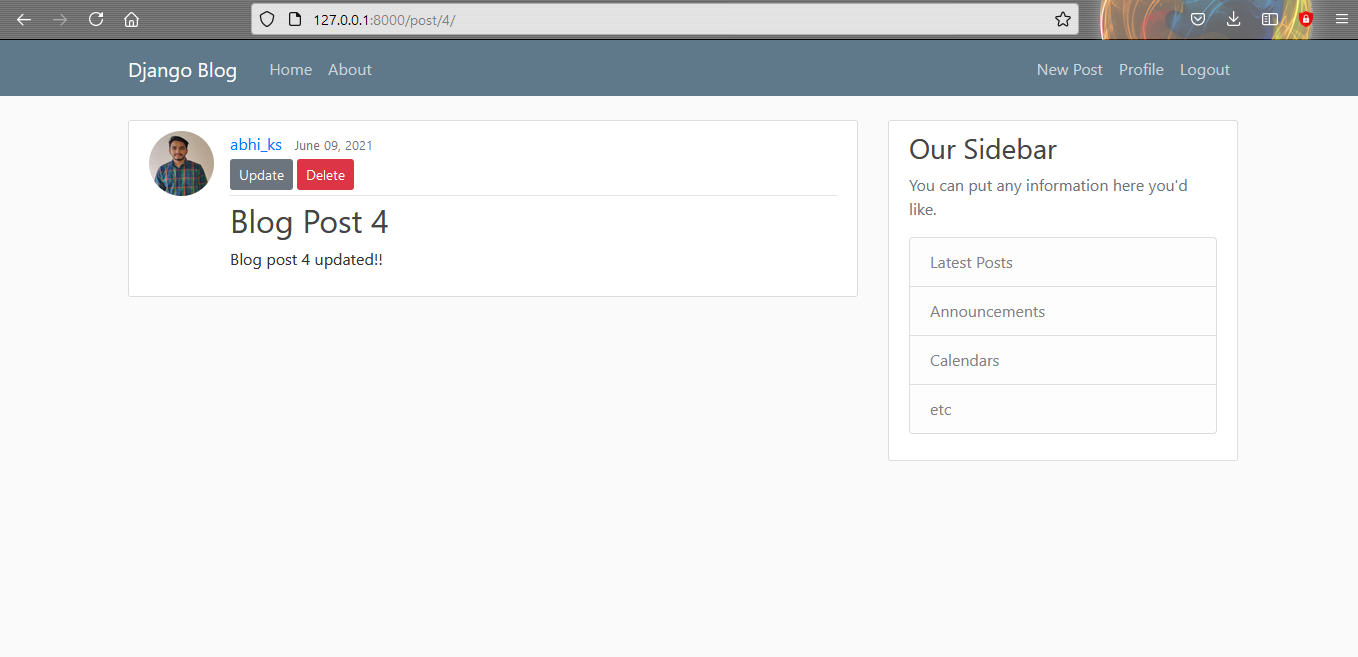 127.0.0.1:8000/post/4/
Django Blog Home About New Post Profile Logout
abhi_ks June 09, 2021
Update Delete
Blog Post 4
Blog post 4 updated!!
Our Sidebar
You can put any information here you'd
like.
Latest Posts
Announcements
Calendars
etc